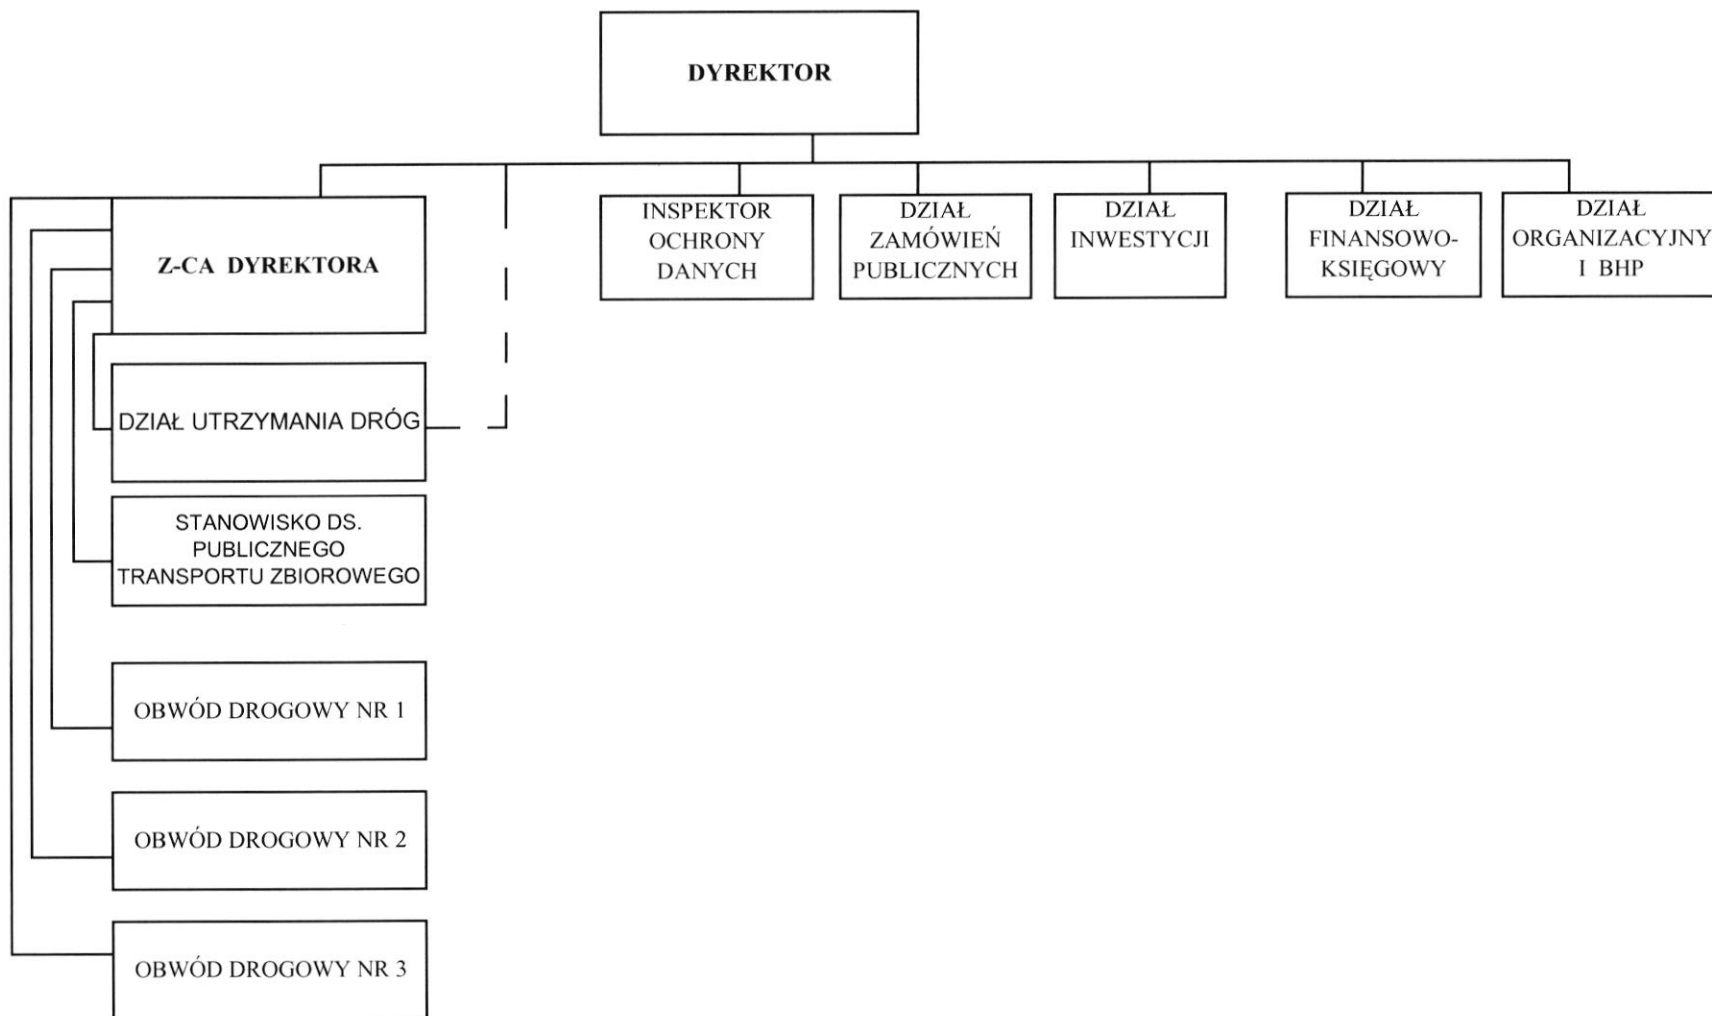 DYREKTOR
Z-CA DYREKTORA
INSPEKTOR
OCHRONY
DANYCH
DZIAŁ
ZAMÓWIEŃ
PUBLICZNYCH
DZIAŁ
INWESTYCJI
DZIAŁ
FINANSOWO-
KSIĘGOWY
DZIAŁ
ORGANIZACYJNY
I BHP
DZIAŁ UTRZYMANIA DRÓG
STANOWISKO DS.
PUBLICZNEGO
TRANSPORTU ZBIOROWEGO
OBWÓD DROGOWY NR 1
OBWÓD DROGOWY NR 2
OBWÓD DROGOWY NR 3